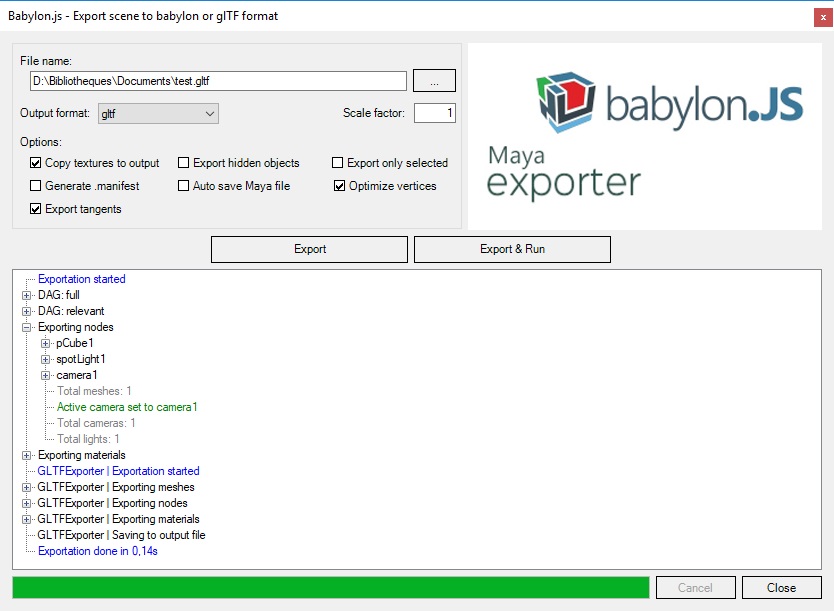 Babylon.js - Export scene to babylon or glTF format
x
File name:
D:\Bibliotheques\Documents\test.gltf
...
Output format: gltf
Scale factor: 1
Options:
Copy textures to output Export hidden objects Export only selected
Generate .manifest Auto save Maya file Optimize vertices
Export tangents
babylon.JS
Maya
exporter
Export Export & Run
Exportation started
DAG: full
DAG: relevant
Exporting nodes
pCube1
spotLight1
camera1
Total meshes: 1
Active camera set to camera1
Total cameras: 1
Total lights: 1
Exporting materials
GLTFExporter | Exportation started
GLTFExporter | Exporting meshes
GLTFExporter | Exporting nodes
GLTFExporter | Exporting materials
GLTFExporter | Saving to output file
Exportation done in 0,14s
Cancel Close